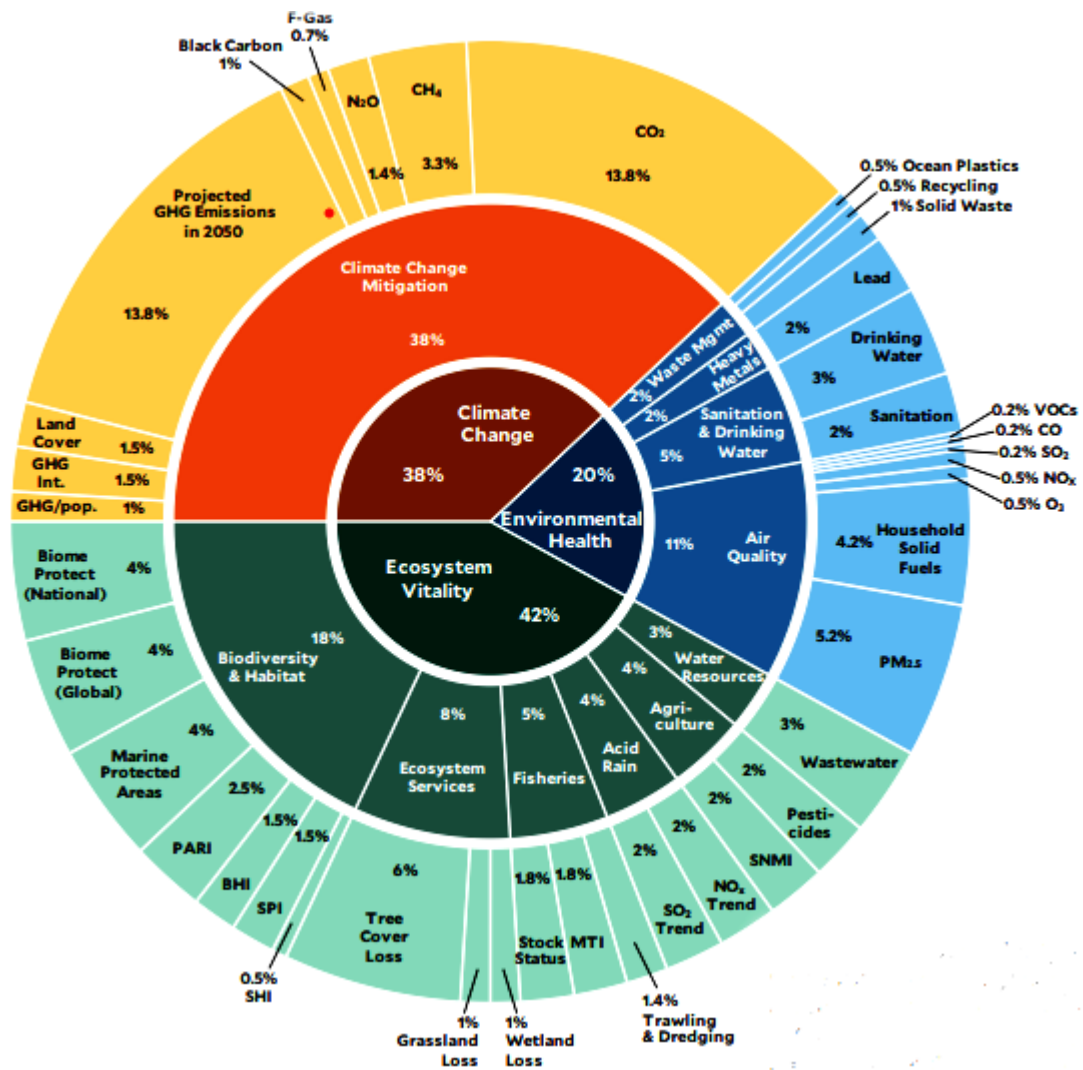 F-Gas
0.7%
Black Carbon
1%
N₂O
1.4%
CH₄
3.3%
CO₂
13.8%
Projected
GHG Emissions
in 2050
13.8%
Land
Cover
1.5%
GHG
Int.
1.5%
GHG/pop.
1%
0.5% Ocean Plastics
0.5% Recycling
1% Solid Waste
Lead
2%
Drinking
Water
3%
Sanitation
2%
0.2% VOCs
0.2% CO
0.2% SO₂
0.5% NOₓ
0.5% O₃
4.2% Household
Solid
Fuels
5.2%
PM₂.₅
Climate Change
Mitigation
38%
2% Waste Mgmt
Heavy
Metals
2%
Sanitation
& Drinking
Water
5%
11%
Air
Quality
Climate
Change
38%
20%
Environmental
Health
Ecosystem
Vitality
42%
18%
Biodiversity
& Habitat
8%
Ecosystem
Services
5%
Fisheries
4%
Acid
Rain
4%
Agri-
culture
3%
Water
Resources
Biome
Protect
(National)
4%
Biome
Protect
(Global)
4%
4%
Marine
Protected
Areas
2.5%
PARI
1.5%
BHI
1.5%
SPI
0.5%
SHI
6%
Tree
Cover
Loss
1%
Grassland
Loss
1%
Wetland
Loss
1.8%
Stock
Status
1.8%
MTI
1.4%
Trawling
& Dredging
2%
SO₂
Trend
2%
NOₓ
Trend
2%
SNMI
2%
Pesti-
cides
3%
Wastewater